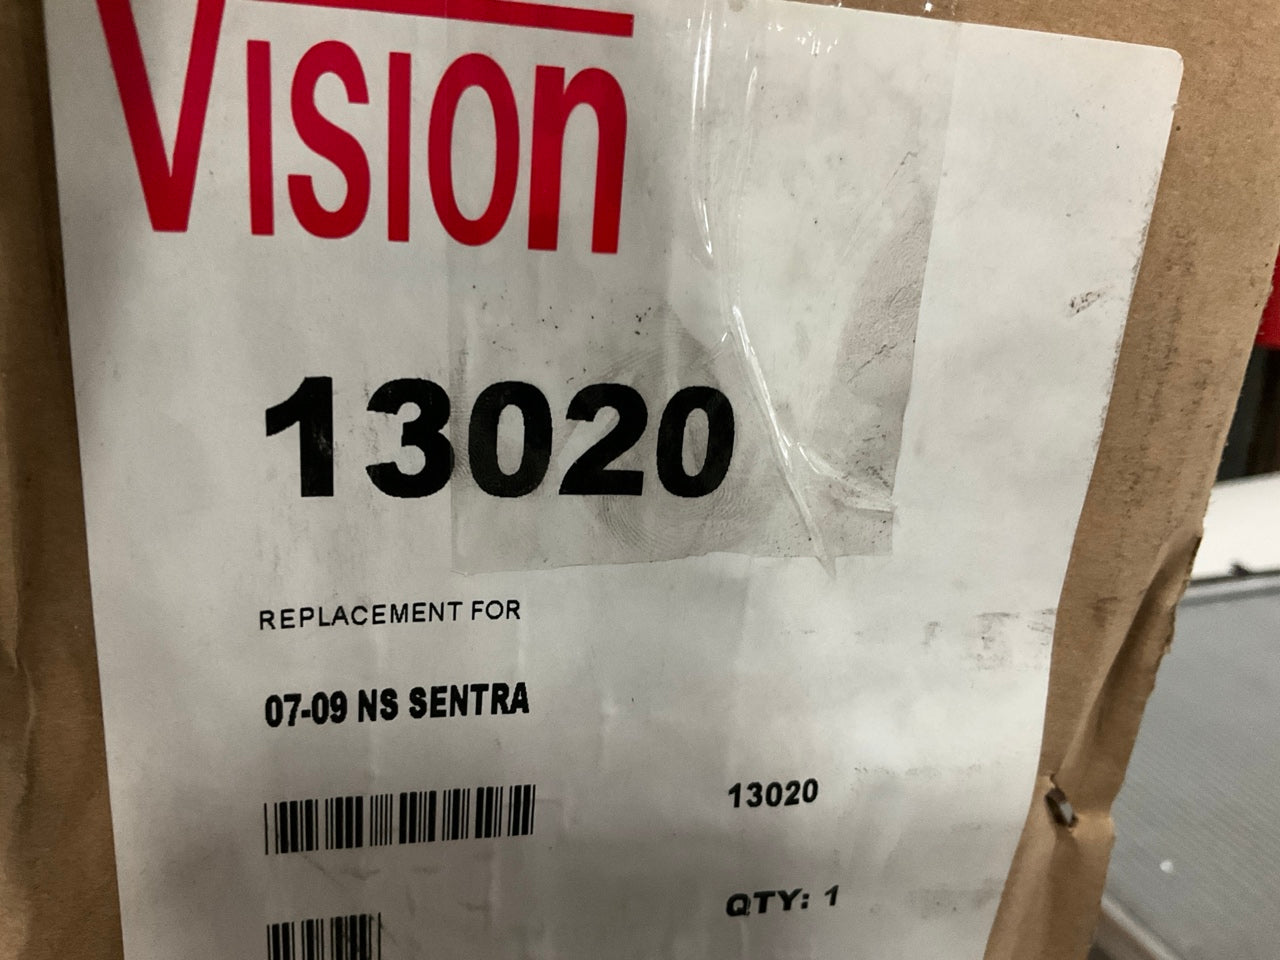 VISIOn
13020
REPLACEMENT FOR
07-09 NS SENTRA
13020
QTY: 1